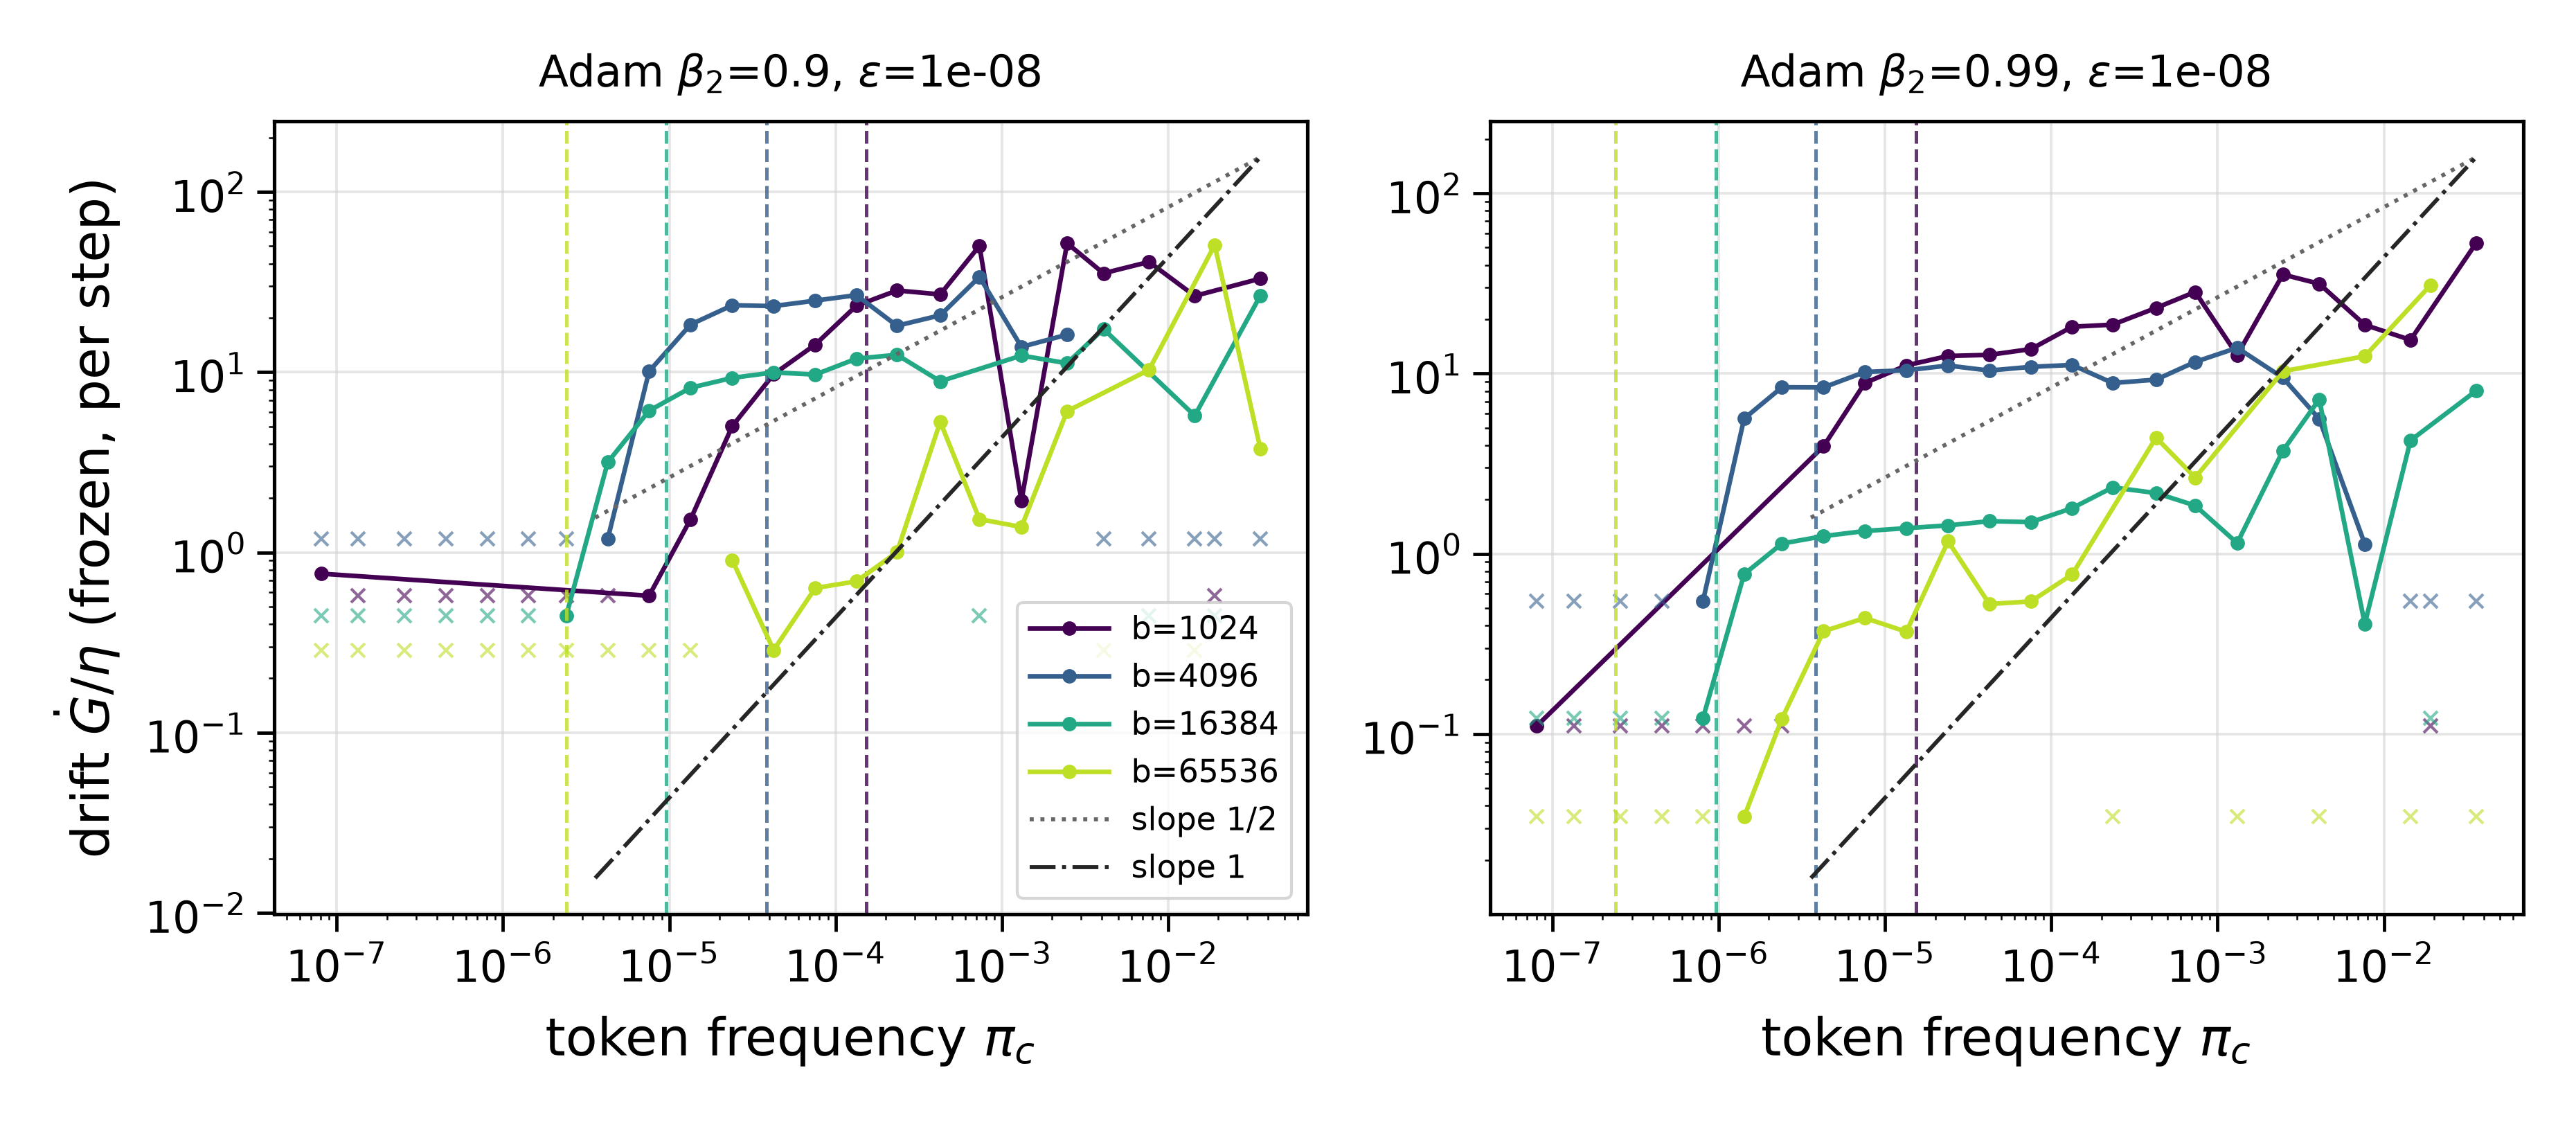 Adam β₂=0.9, ε=1e-08
drift Ġ/η (frozen, per step)
10²
10¹
10⁰
10⁻¹
10⁻²
b=1024
b=4096
b=16384
b=65536
slope 1/2
slope 1
10⁻⁷ 10⁻⁶ 10⁻⁵ 10⁻⁴ 10⁻³ 10⁻²
token frequency π_c
Adam β₂=0.99, ε=1e-08
10²
10¹
10⁰
10⁻¹
10⁻⁷ 10⁻⁶ 10⁻⁵ 10⁻⁴ 10⁻³ 10⁻²
token frequency π_c